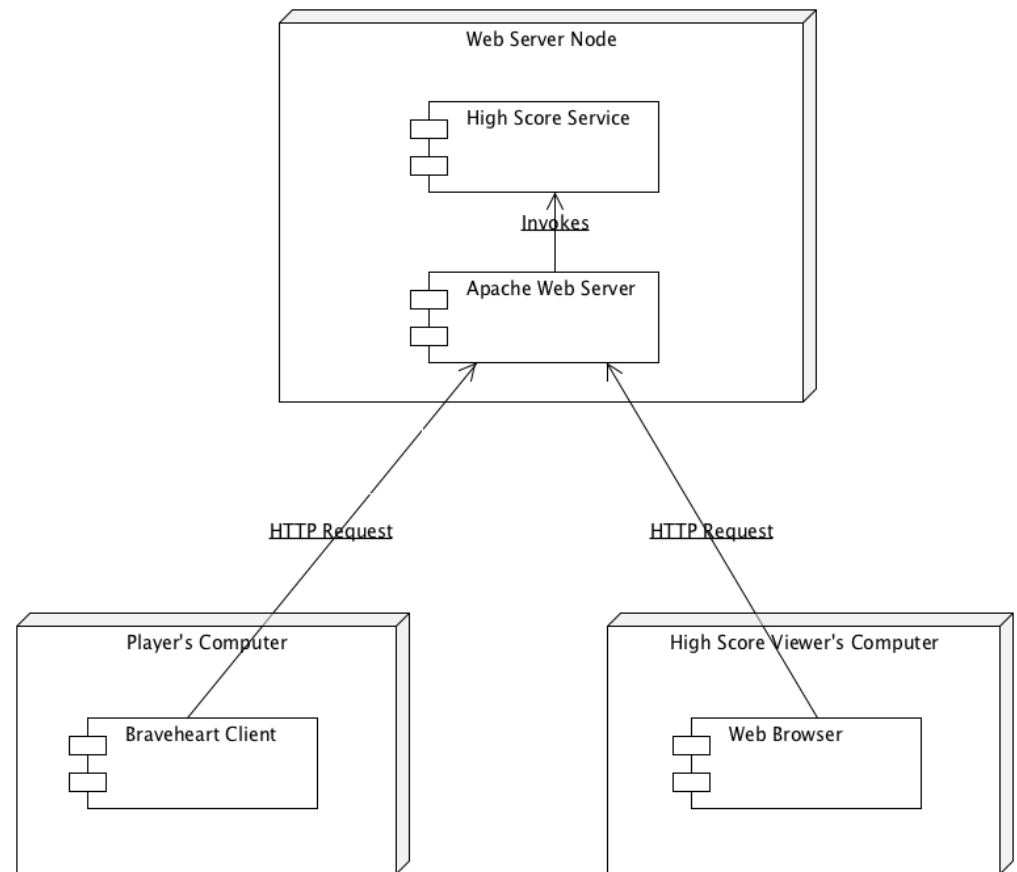 Web Server Node
High Score Service
Invokes
Apache Web Server
HTTP Request
HTTP Request
Player's Computer
High Score Viewer's Computer
Braveheart Client
Web Browser